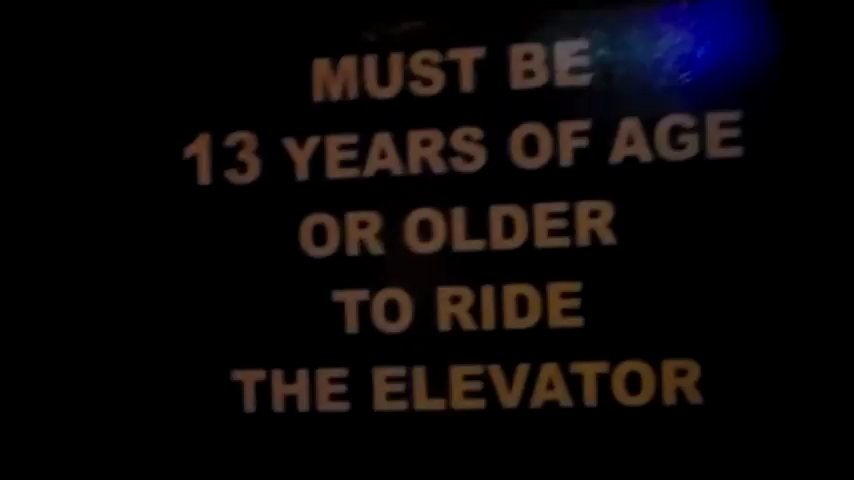 MUST BE
13 YEARS OF AGE
OR OLDER
TO RIDE
THE ELEVATOR